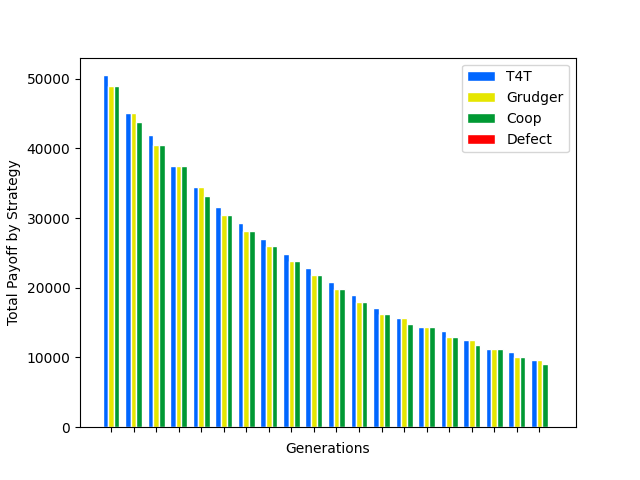 50000
40000
30000
20000
10000
0
Total Payoff by Strategy
Generations
T4T
Grudger
Coop
Defect